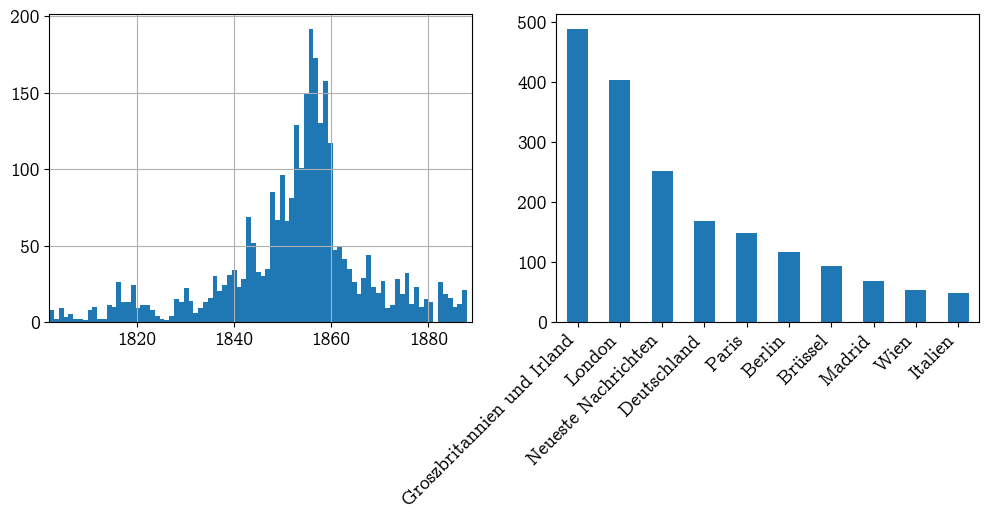 200
150
100
50
0
1820 1840 1860 1880
500
400
300
200
100
0
Groszbritannien und Irland
London
Neueste Nachrichten
Deutschland
Paris
Berlin
Brüssel
Madrid
Wien
Italien